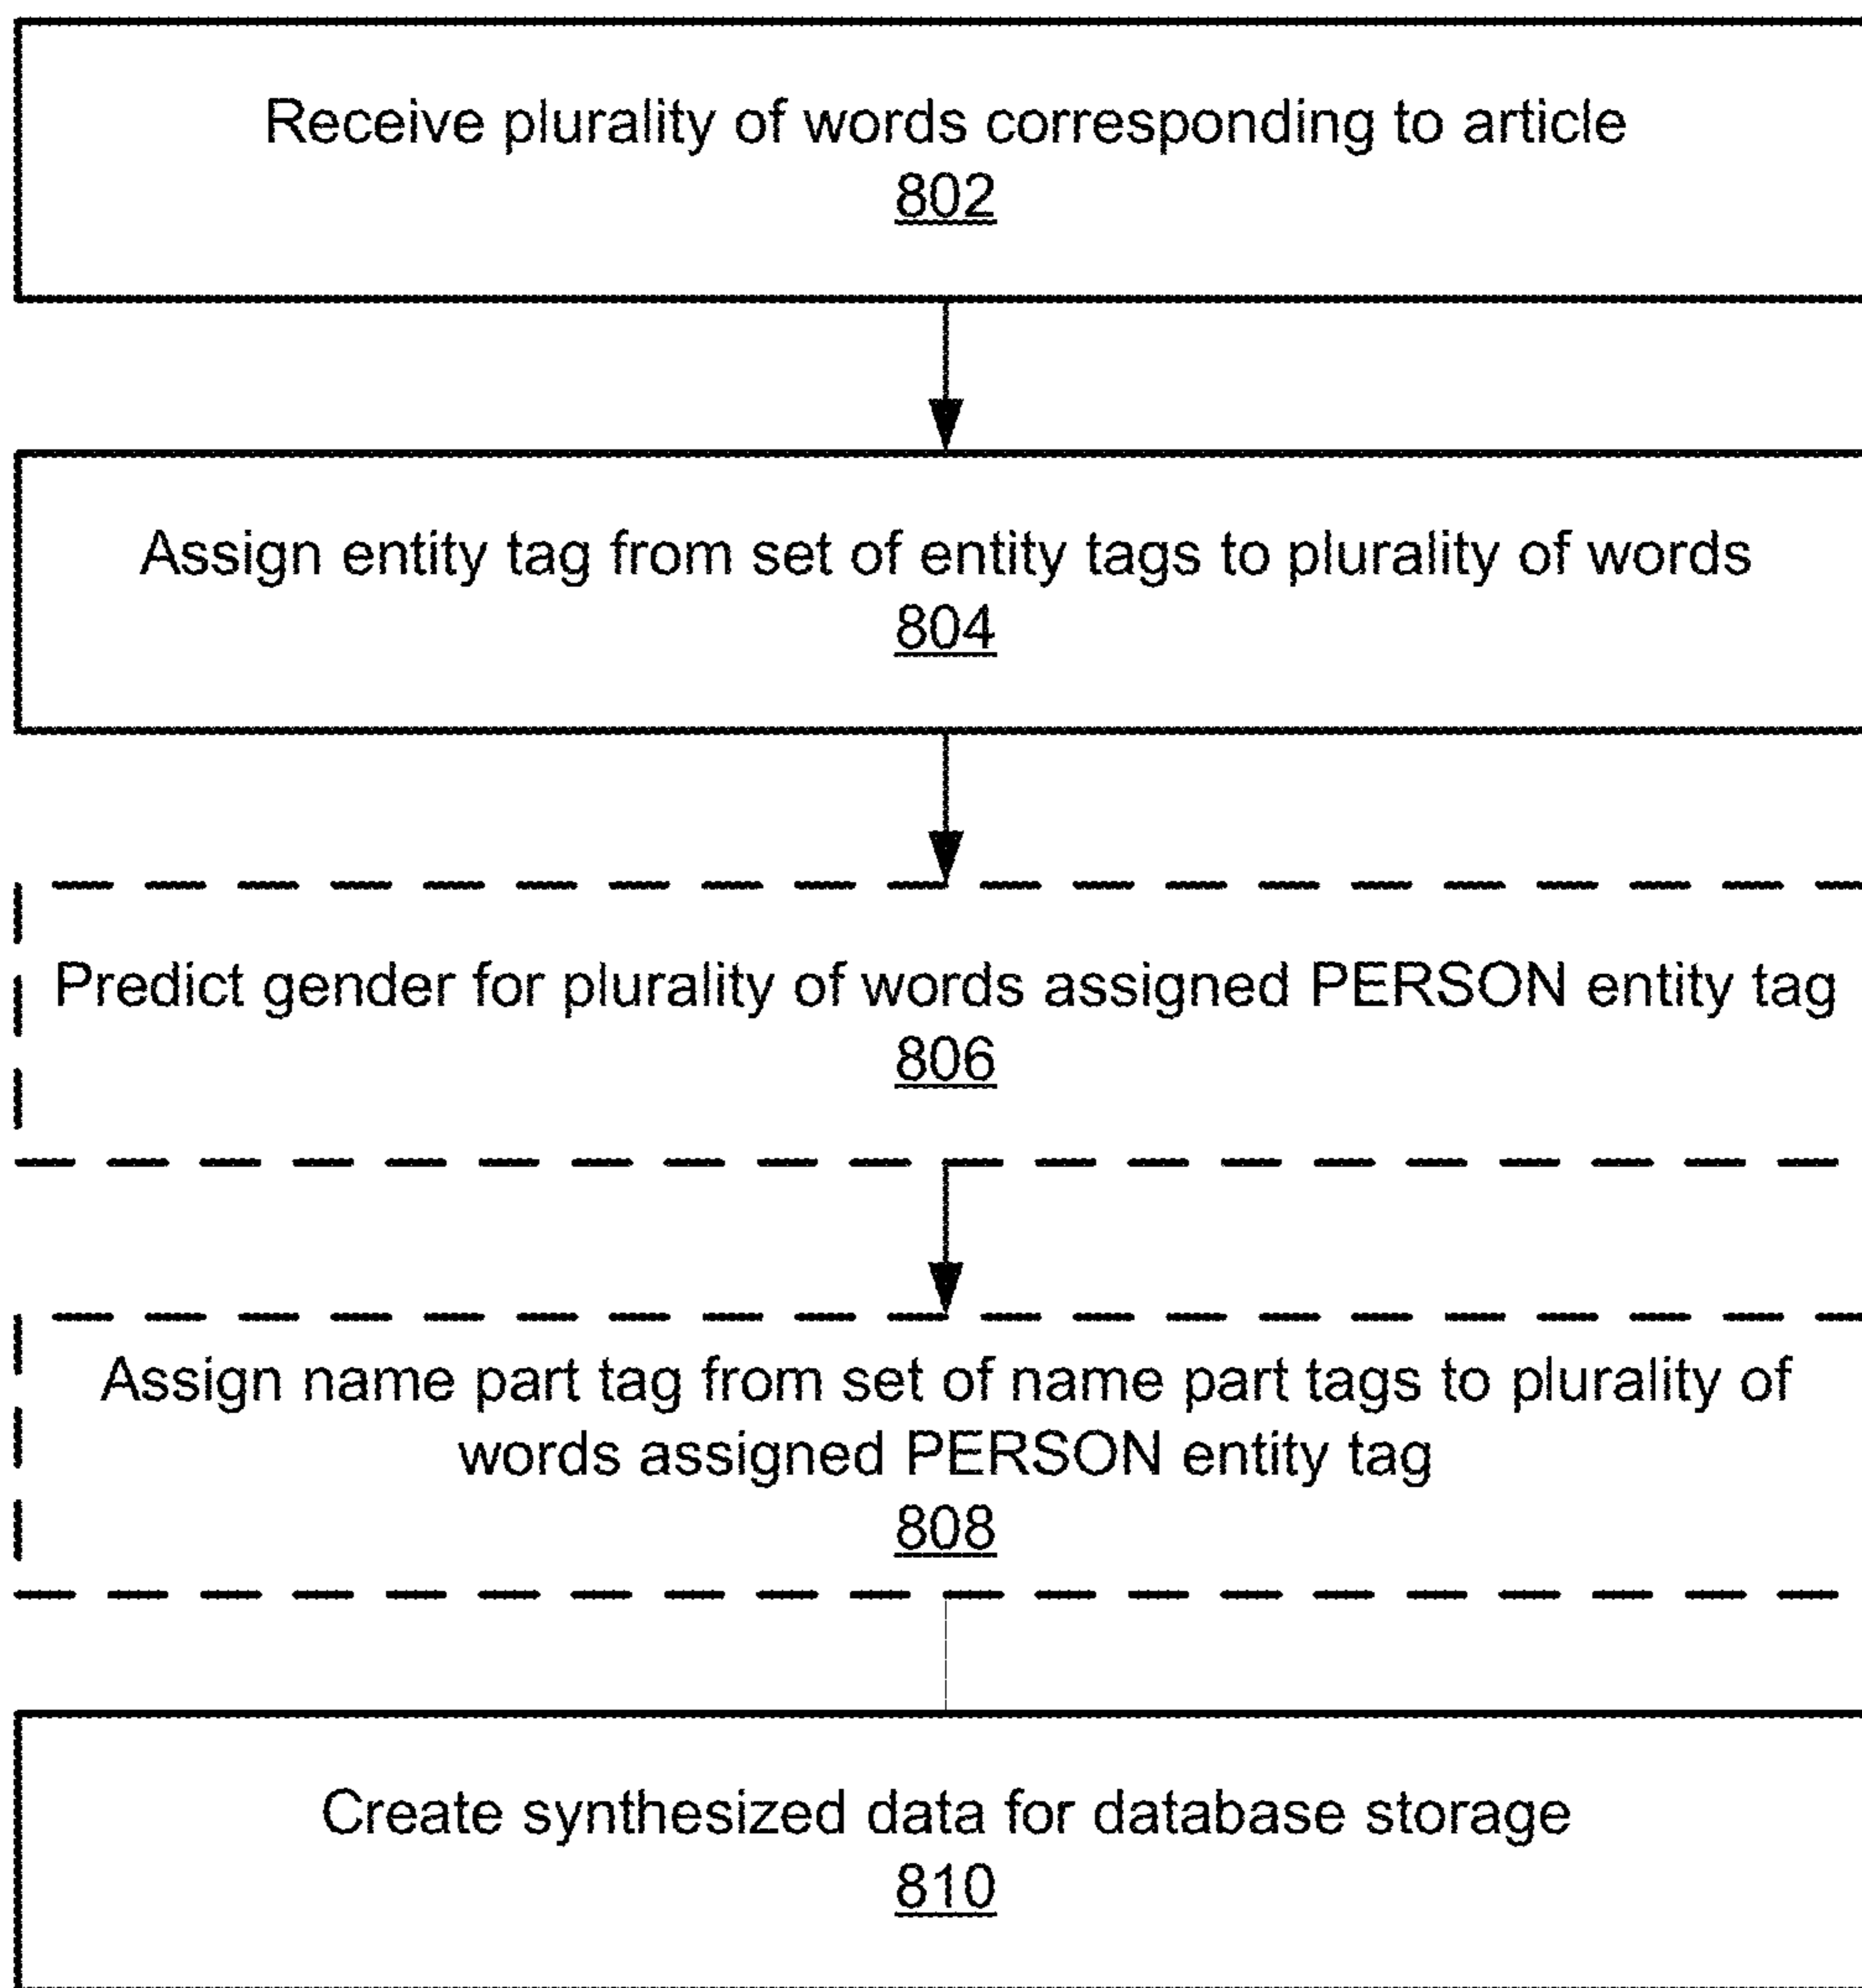 Receive plurality of words corresponding to article
802
Assign entity tag from set of entity tags to plurality of words
804
Predict gender for plurality of words assigned PERSON entity tag
806
Assign name part tag from set of name part tags to plurality of
words assigned PERSON entity tag
808
Create synthesized data for database storage
810